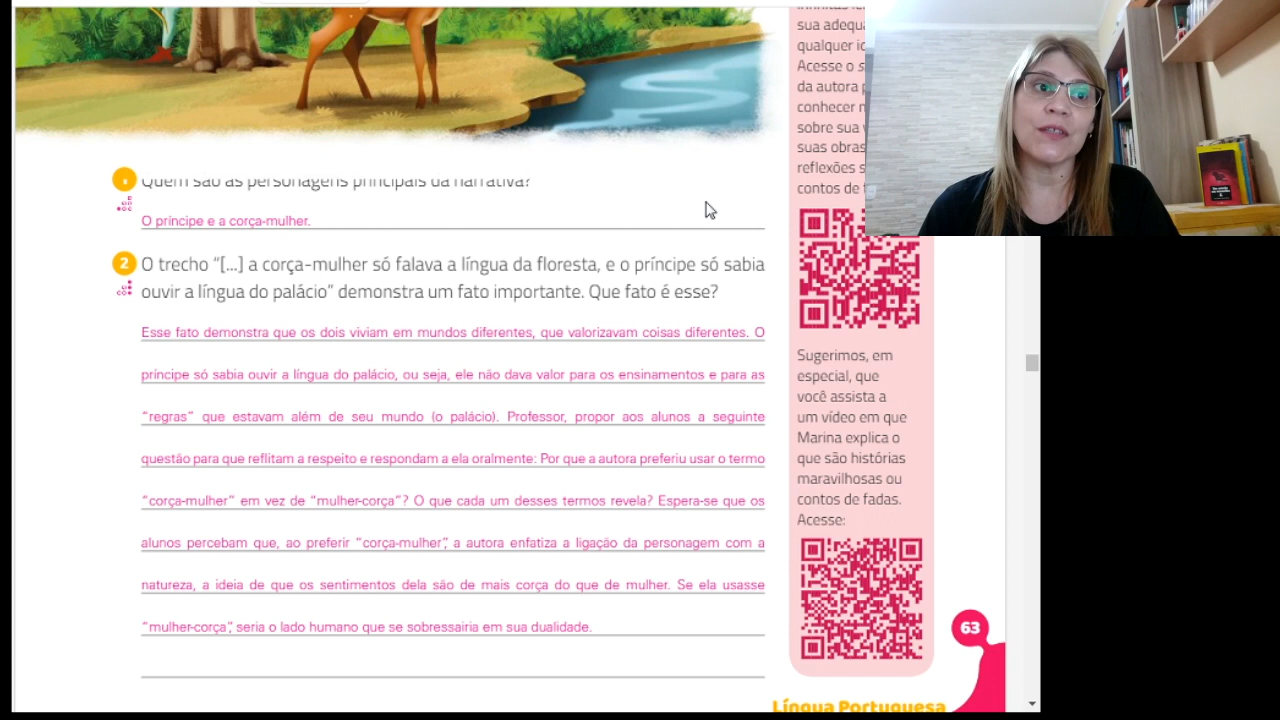 Quem são as personagens principais da narrativa?
O príncipe e a corça-mulher.
2 O trecho “[...] a corça-mulher só falava a língua da floresta, e o príncipe só sabia
ouvir a língua do palácio” demonstra um fato importante. Que fato é esse?
Esse fato demonstra que os dois viviam em mundos diferentes, que valorizavam coisas diferentes. O
príncipe só sabia ouvir a língua do palácio, ou seja, ele não dava valor para os ensinamentos e para as
“regras” que estavam além de seu mundo (o palácio). Professor, propor aos alunos a seguinte
questão para que reflitam a respeito e respondam a ela oralmente: Por que a autora preferiu usar o termo
“corça-mulher” em vez de “mulher-corça”? O que cada um desses termos revela? Espera-se que os
alunos percebam que, ao preferir “corça-mulher”, a autora enfatiza a ligação da personagem com a
natureza, a ideia de que os sentimentos dela são de mais corça do que de mulher. Se ela usasse
“mulher-corça”, seria o lado humano que se sobressairia em sua dualidade.
sua adequa
qualquer
Acesse o
da autora
conhecer
sobre sua
suas obras
reflexões
contos de
Sugerimos, em
especial, que
você assista a
um vídeo em que
Marina explica o
que são histórias
maravilhosas ou
contos de fadas.
Acesse:
63
Língua Portuguesa